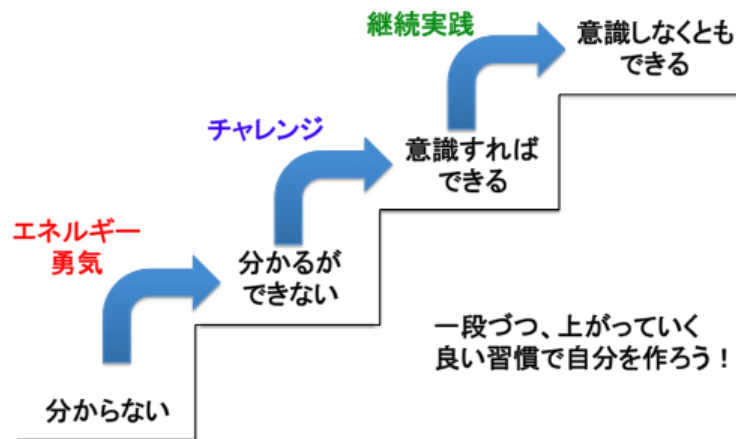 継続実践
意識しなくとも
できる
チャレンジ
意識すれば
できる
エネルギー
勇気
分かるが
できない
一段づつ、上がっていく
良い習慣で自分を作ろう！
分からない